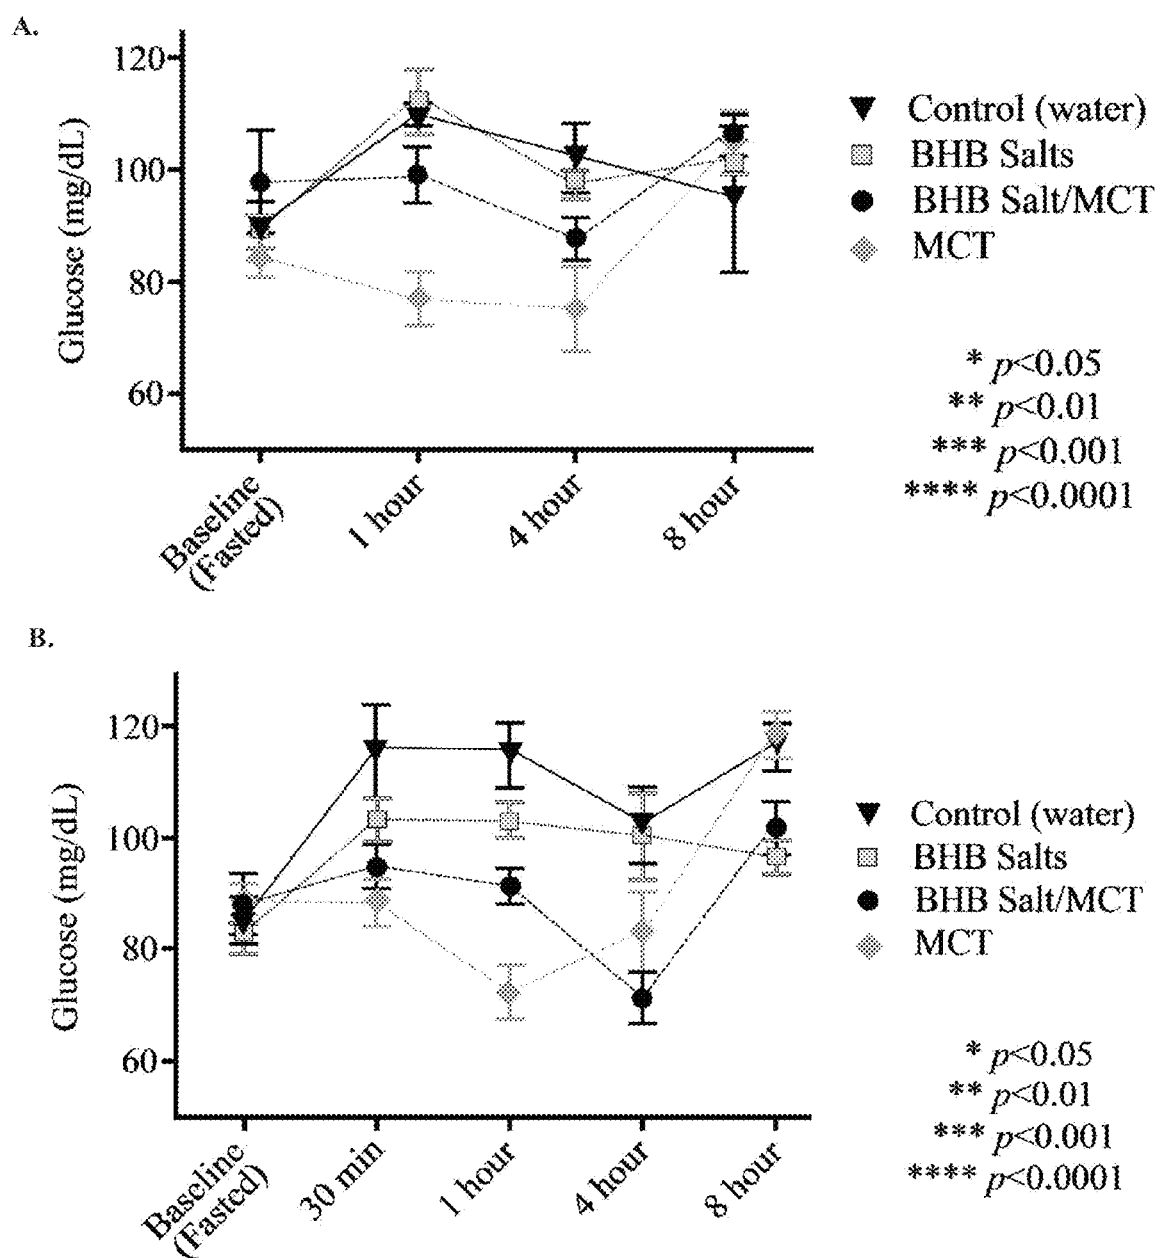 A.
120
100
80
60
Glucose (mg/dL)
Baseline
(Fasted)
1 hour
4 hour
8 hour
Control (water)
BHB Salts
BHB Salt/MCT
MCT
* p<0.05
** p<0.01
*** p<0.001
**** p<0.0001
B.
120
100
80
60
Glucose (mg/dL)
Baseline
(Fasted)
30 min
1 hour
4 hour
8 hour
Control (water)
BHB Salts
BHB Salt/MCT
MCT
* p<0.05
** p<0.01
*** p<0.001
**** p<0.0001